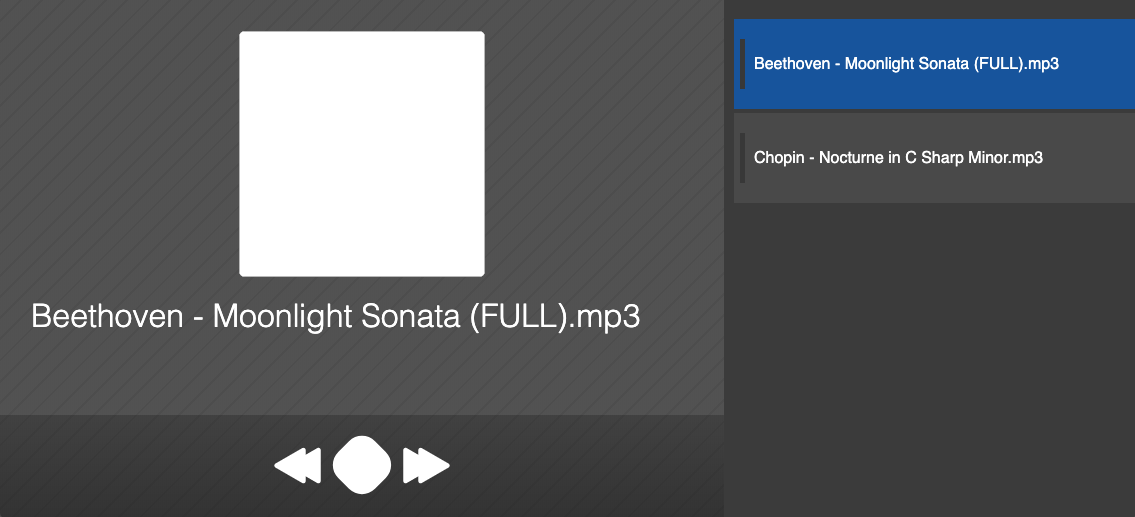 Beethoven - Moonlight Sonata (FULL).mp3
Beethoven - Moonlight Sonata (FULL).mp3
Chopin - Nocturne in C Sharp Minor.mp3